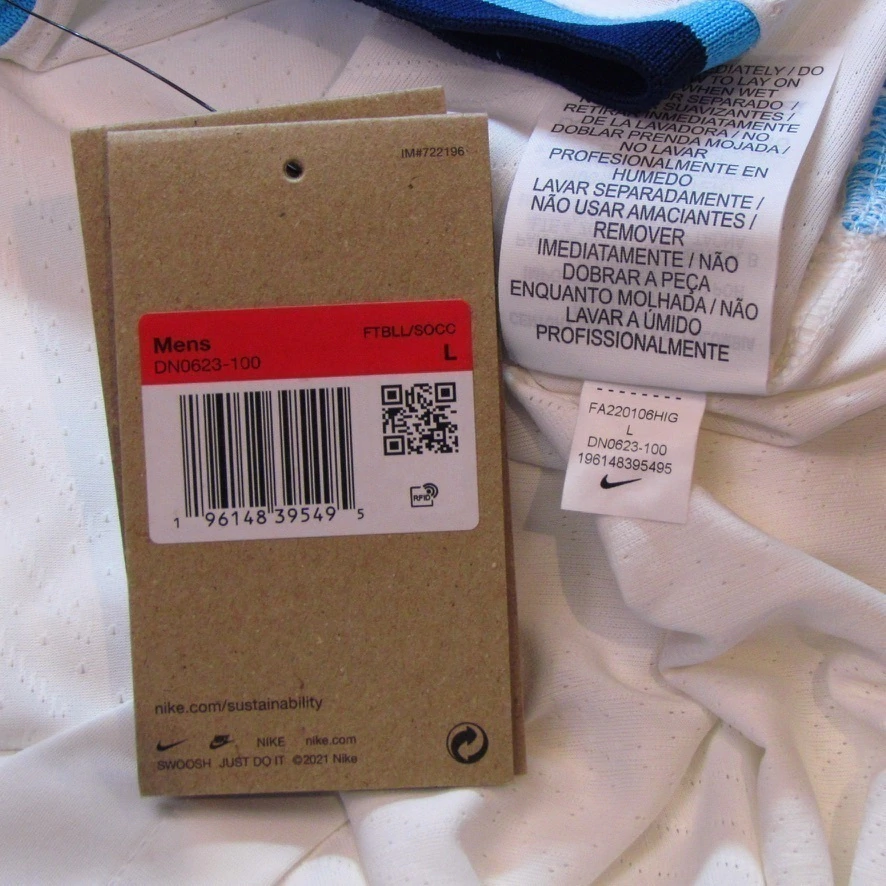 IM#722196
Mens
FTBLL/SOCC
DN0623-100
L
1 96148 39549 5
RFID
nike.com/sustainability
NIKE nike.com
SWOOSH JUST DO IT ©2021 Nike
DIATELY / DO
TO LAY ON
WHEN WET
SEPARADO /
SUAVIZANTES /
INMEDIATAMENTE
DE LA LAVADORA / NO
DOBLAR PRENDA MOJADA /
NO LAVAR
PROFESIONALMENTE EN
HUMEDO
LAVAR SEPARADAMENTE /
NÃO USAR AMACIANTES /
REMOVER
IMEDIATAMENTE / NÃO
DOBRAR A PEÇA
ENQUANTO MOLHADA / NÃO
LAVAR A ÚMIDO
PROFISSIONALMENTE
FA220106HIG
L
DN0623-100
196148395495